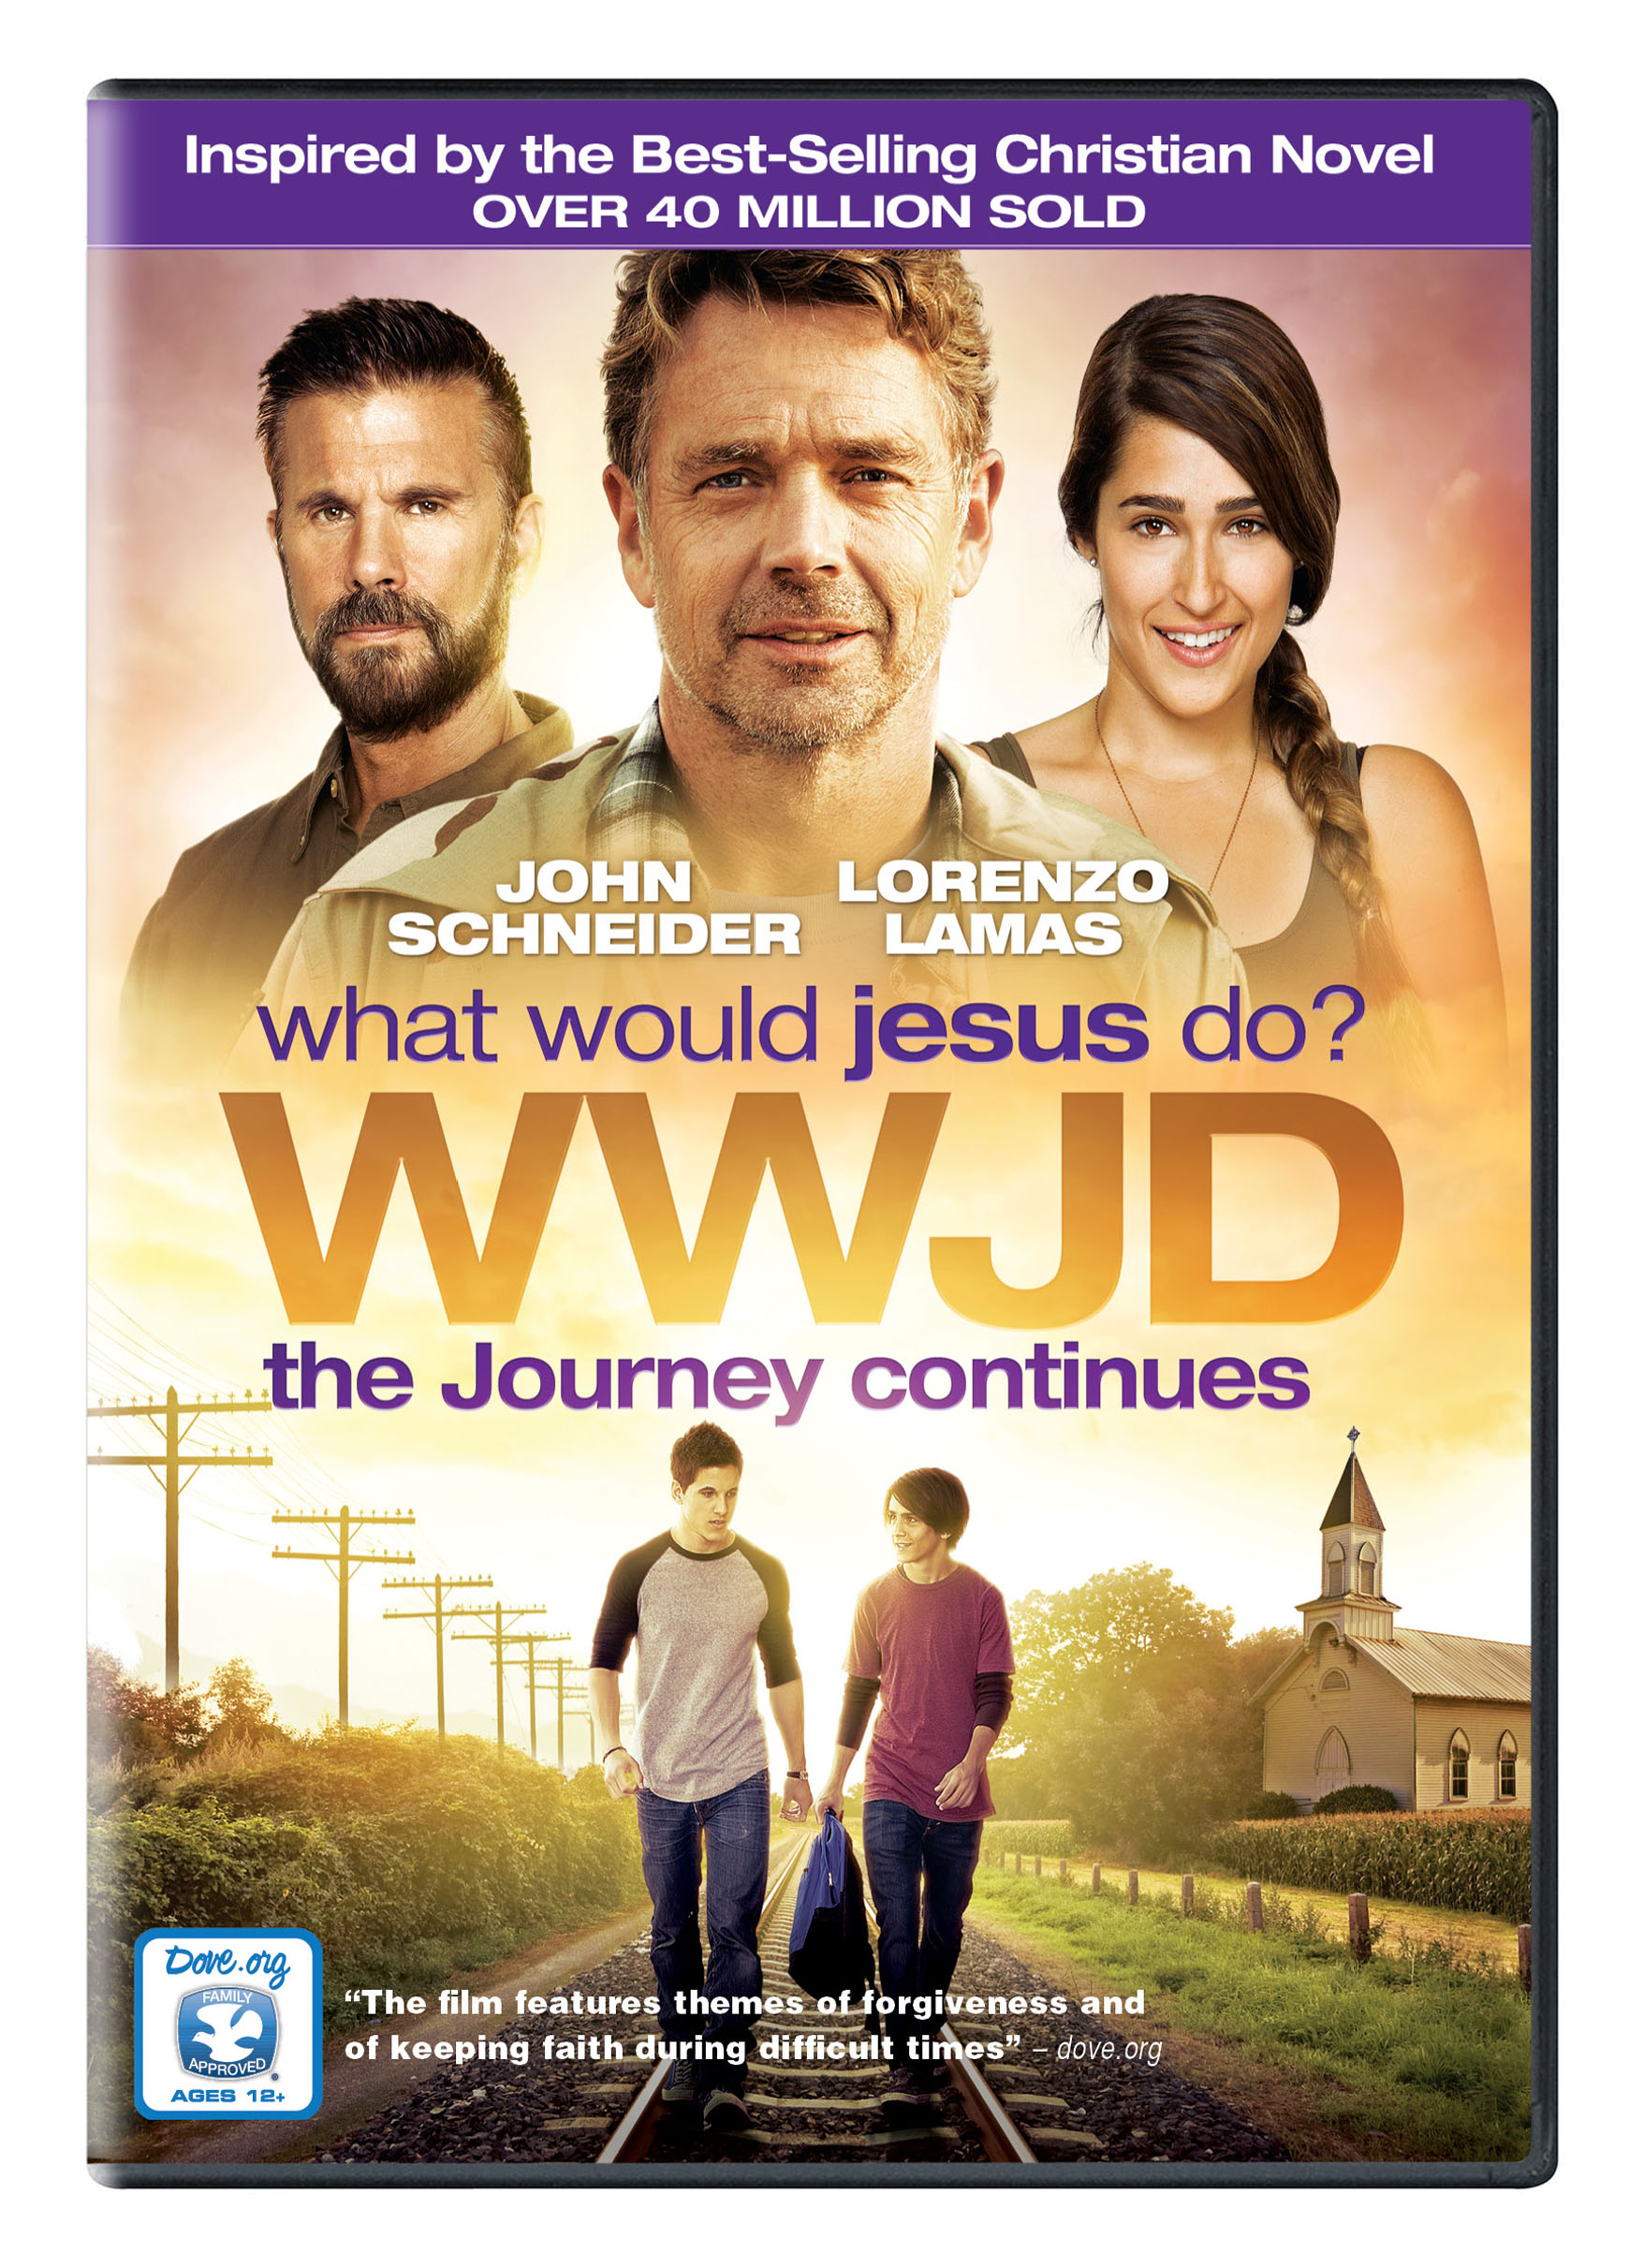 Inspired by the Best-Selling Christian Novel
OVER 40 MILLION SOLD
JOHN SCHNEIDER
LORENZO LAMAS
what would jesus do?
WWJD
the Journey continues
Dove.org
FAMILY
APPROVED
AGES 12+
“The film features themes of forgiveness and
of keeping faith during difficult times” – dove.org